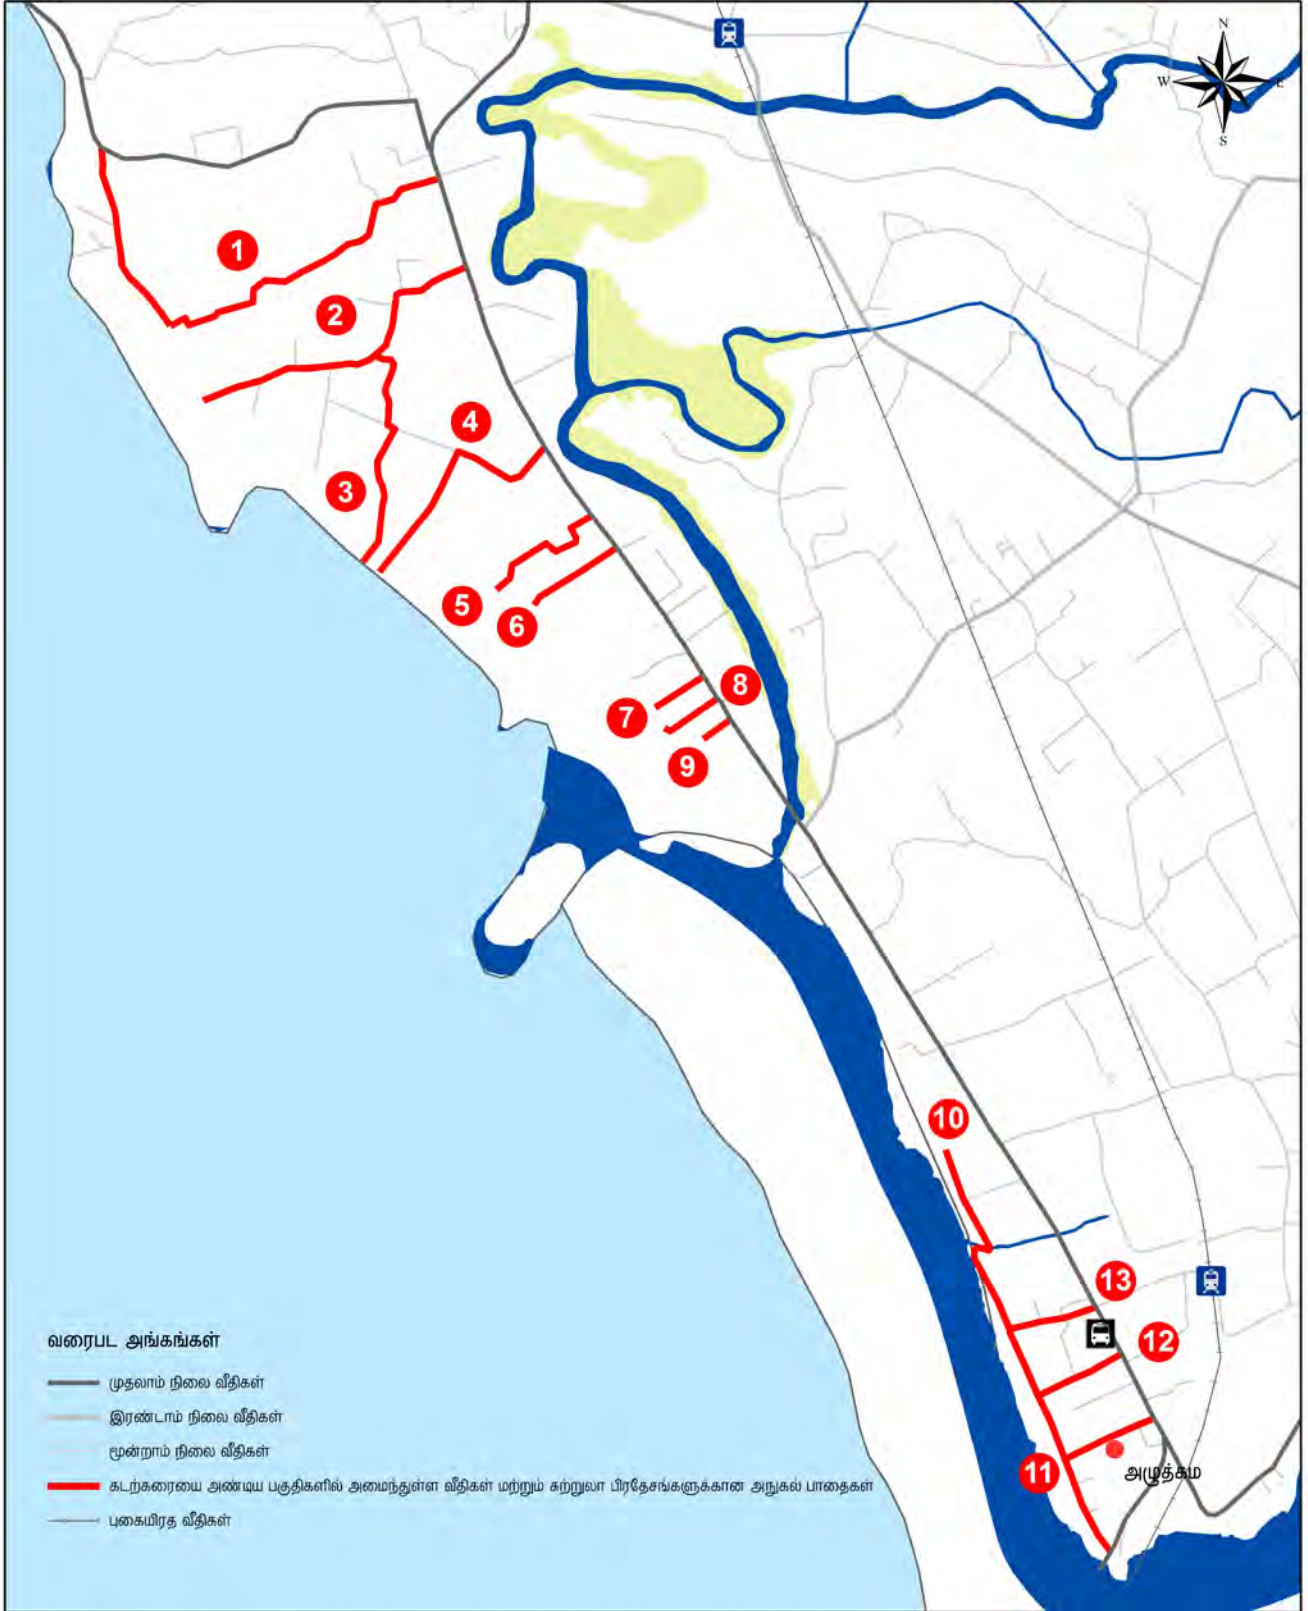 N
W E
S
1
2
4
3
5
6
8
7
9
10
13
12
11
அழுத்கம
வரைபட அங்கங்கள்
முதலாம் நிலை வீதிகள்
இரண்டாம் நிலை வீதிகள்
மூன்றாம் நிலை வீதிகள்
கடற்கரையை அண்டிய பகுதிகளில் அமைந்துள்ள வீதிகள் மற்றும் சுற்றுலா பிரதேசங்களுக்கான அநுகல் பாதைகள்
புகையிரத வீதிகள்